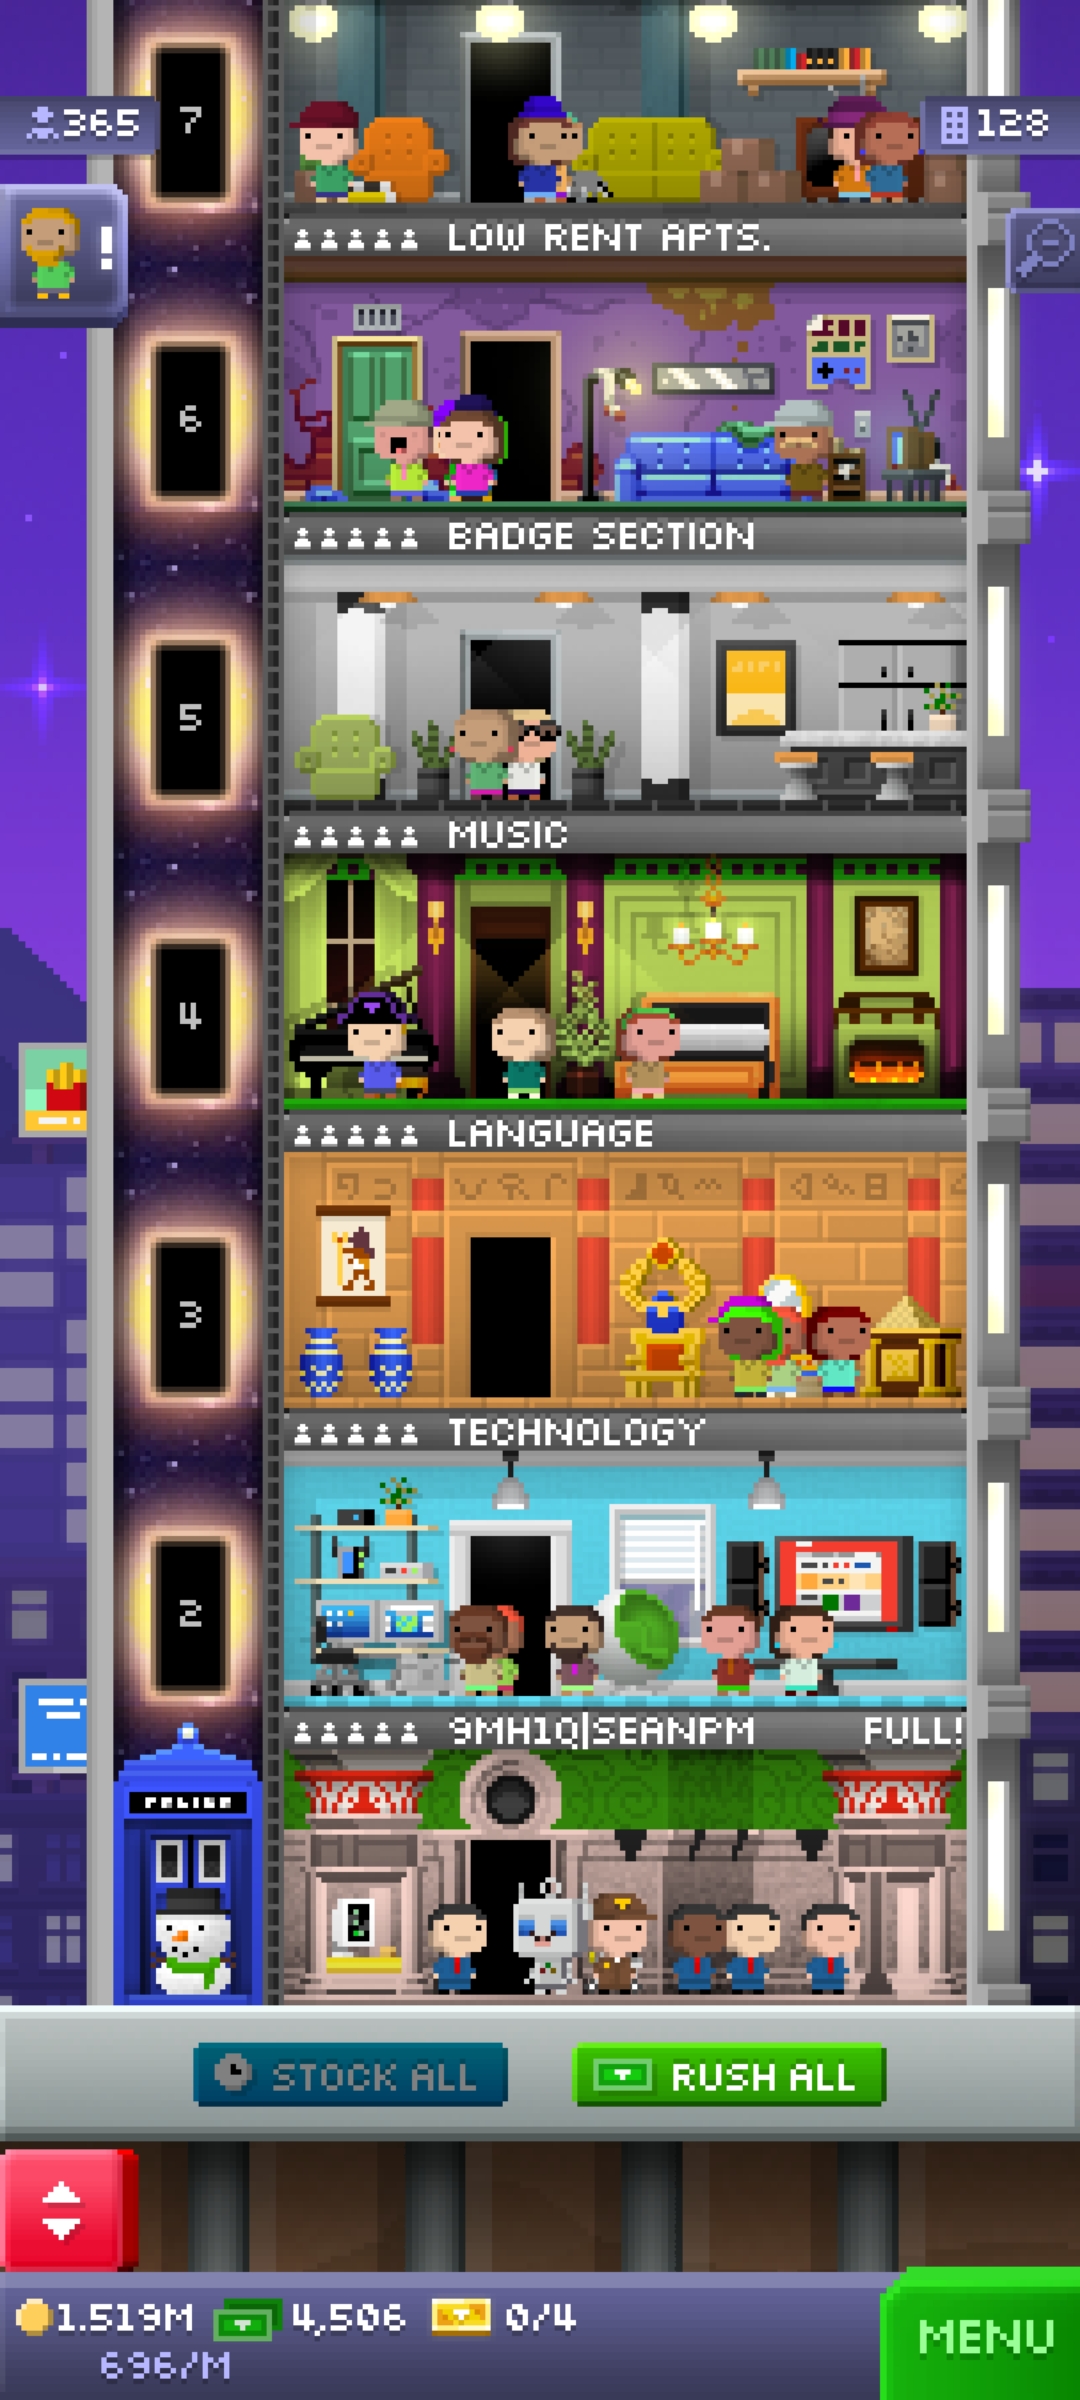 7
365
128
!
LOW RENT APTS.
6
BADGE SECTION
5
MUSIC
4
LANGUAGE
3
TECHNOLOGY
2
9MH1Q|SEANPM FULL!
POLICE
STOCK ALL
RUSH ALL
1.519M 4,506 0/4
696/M
MENU